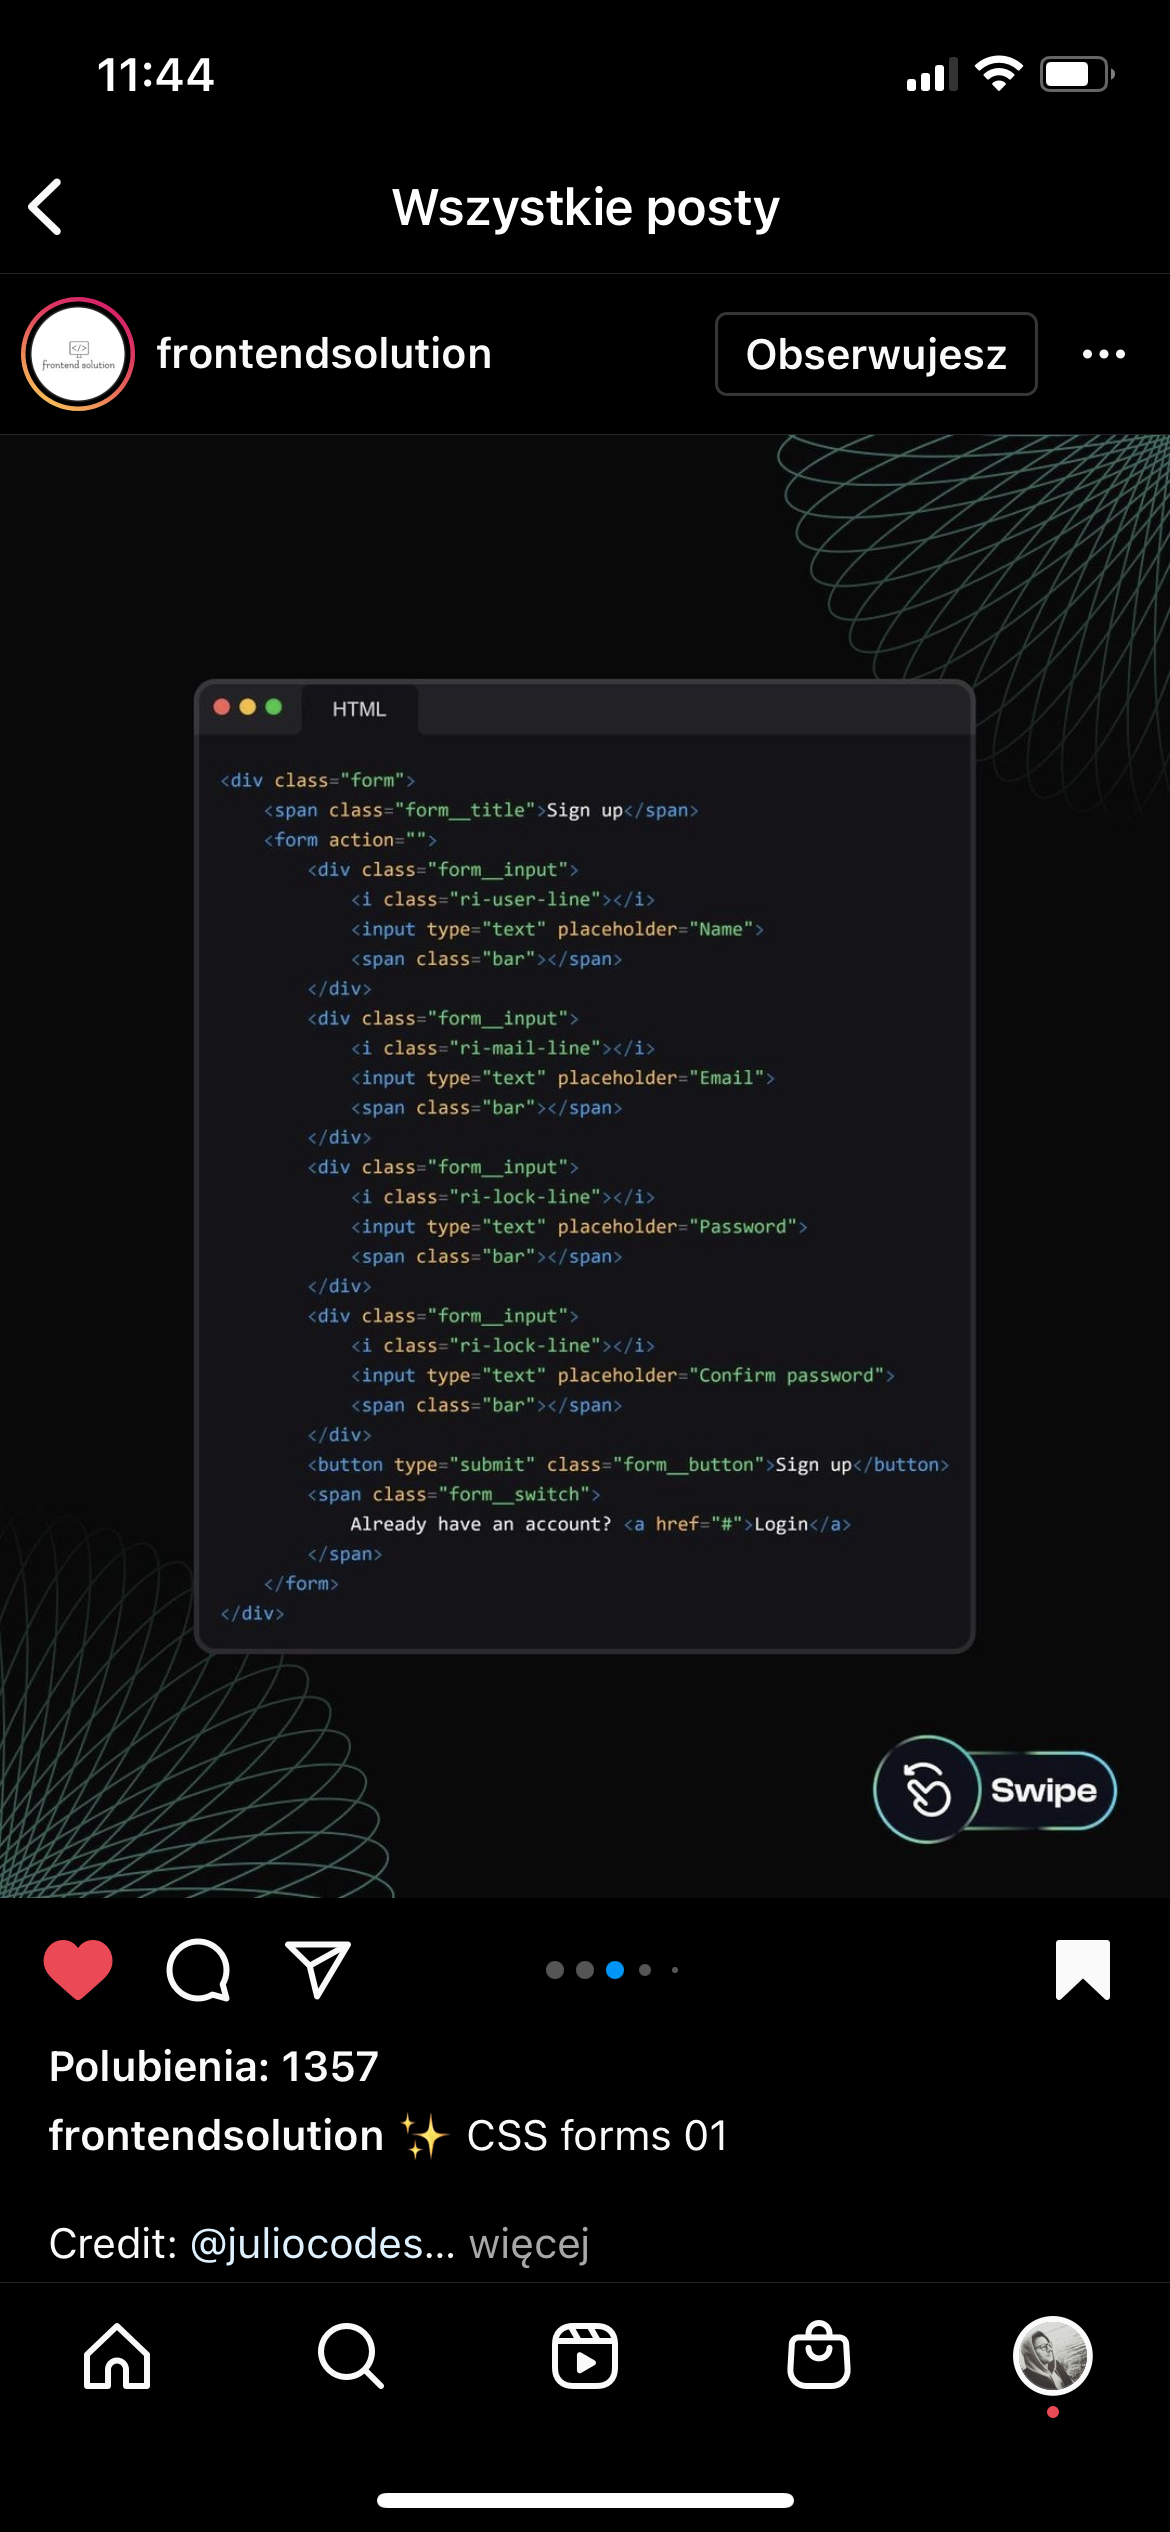 11:44
Wszystkie posty
</> frontend solution
frontendsolution
Obserwujesz
HTML
<div class="form">
    <span class="form__title">Sign up</span>
    <form action="">
        <div class="form__input">
            <i class="ri-user-line"></i>
            <input type="text" placeholder="Name">
            <span class="bar"></span>
        </div>
        <div class="form__input">
            <i class="ri-mail-line"></i>
            <input type="text" placeholder="Email">
            <span class="bar"></span>
        </div>
        <div class="form__input">
            <i class="ri-lock-line"></i>
            <input type="text" placeholder="Password">
            <span class="bar"></span>
        </div>
        <div class="form__input">
            <i class="ri-lock-line"></i>
            <input type="text" placeholder="Confirm password">
            <span class="bar"></span>
        </div>
        <button type="submit" class="form__button">Sign up</button>
        <span class="form__switch">
            Already have an account? <a href="#">Login</a>
        </span>
    </form>
</div>
Swipe
Polubienia: 1357
frontendsolution ✨ CSS forms 01
Credit: @juliocodes... więcej